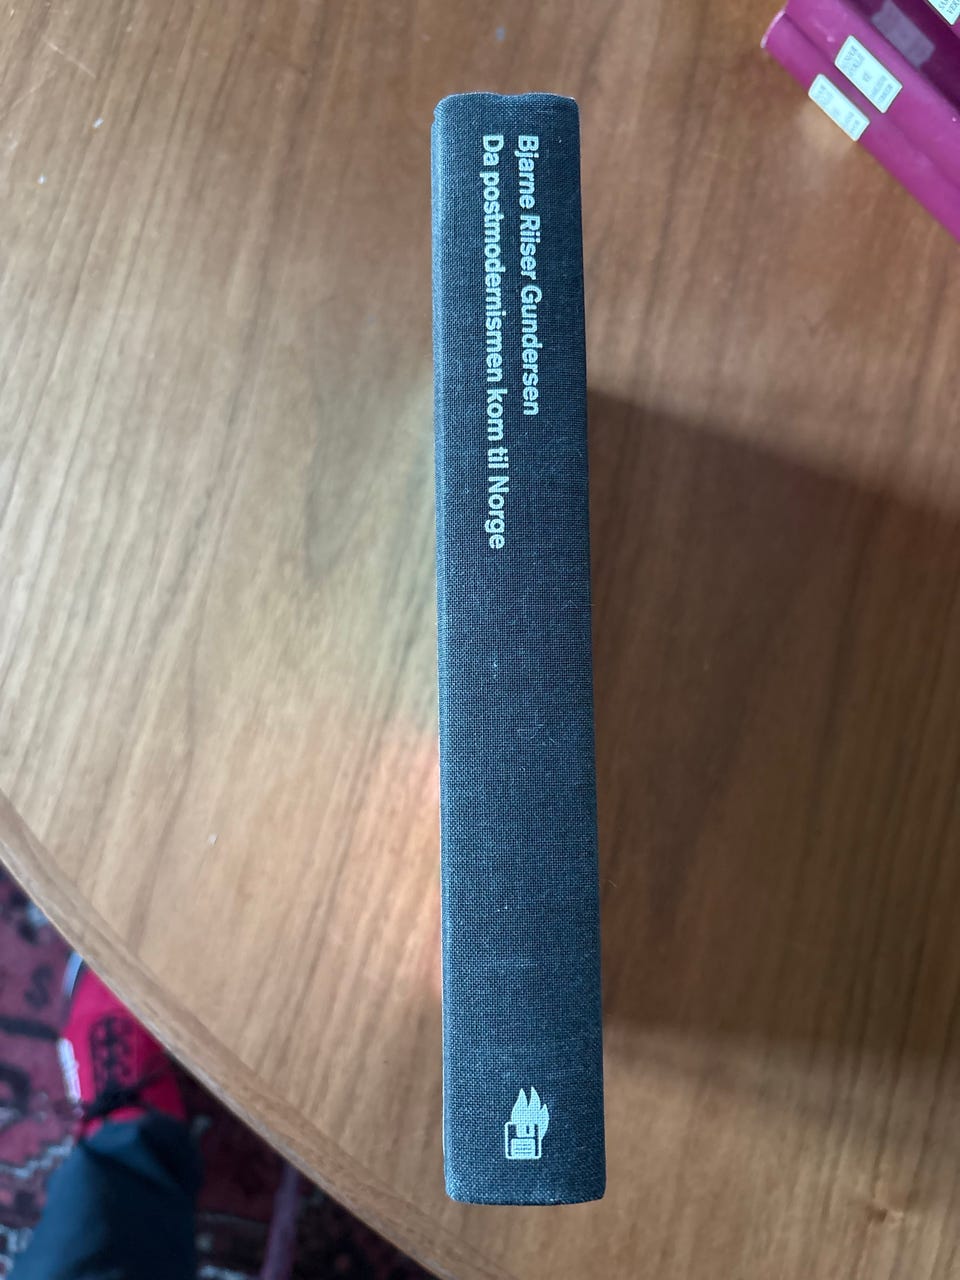 Bjarne Riiser Gundersen
Da postmodernismen kom til Norge